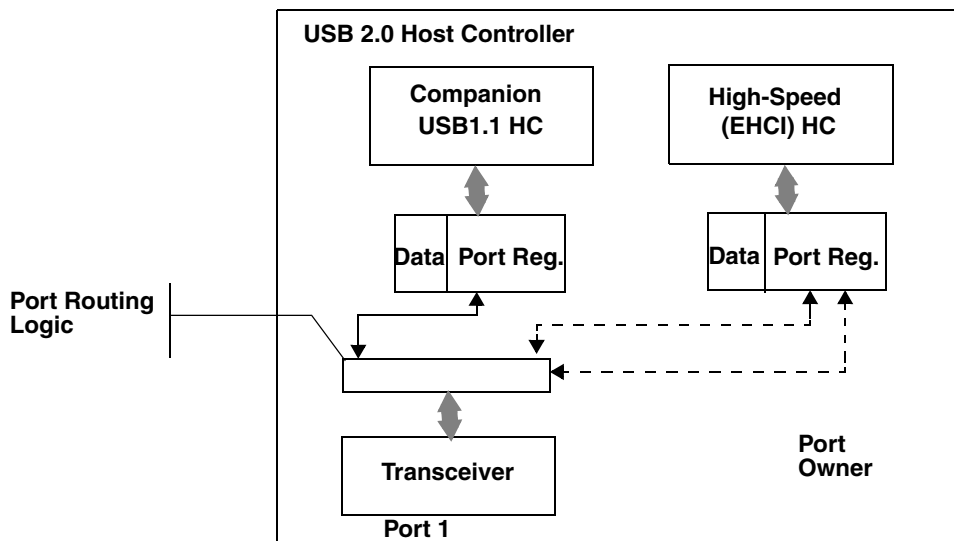 USB 2.0 Host Controller
Companion
USB1.1 HC
High-Speed
(EHCI) HC
Data
Port Reg.
Data
Port Reg.
Port Routing
Logic
Transceiver
Port
Owner
Port 1